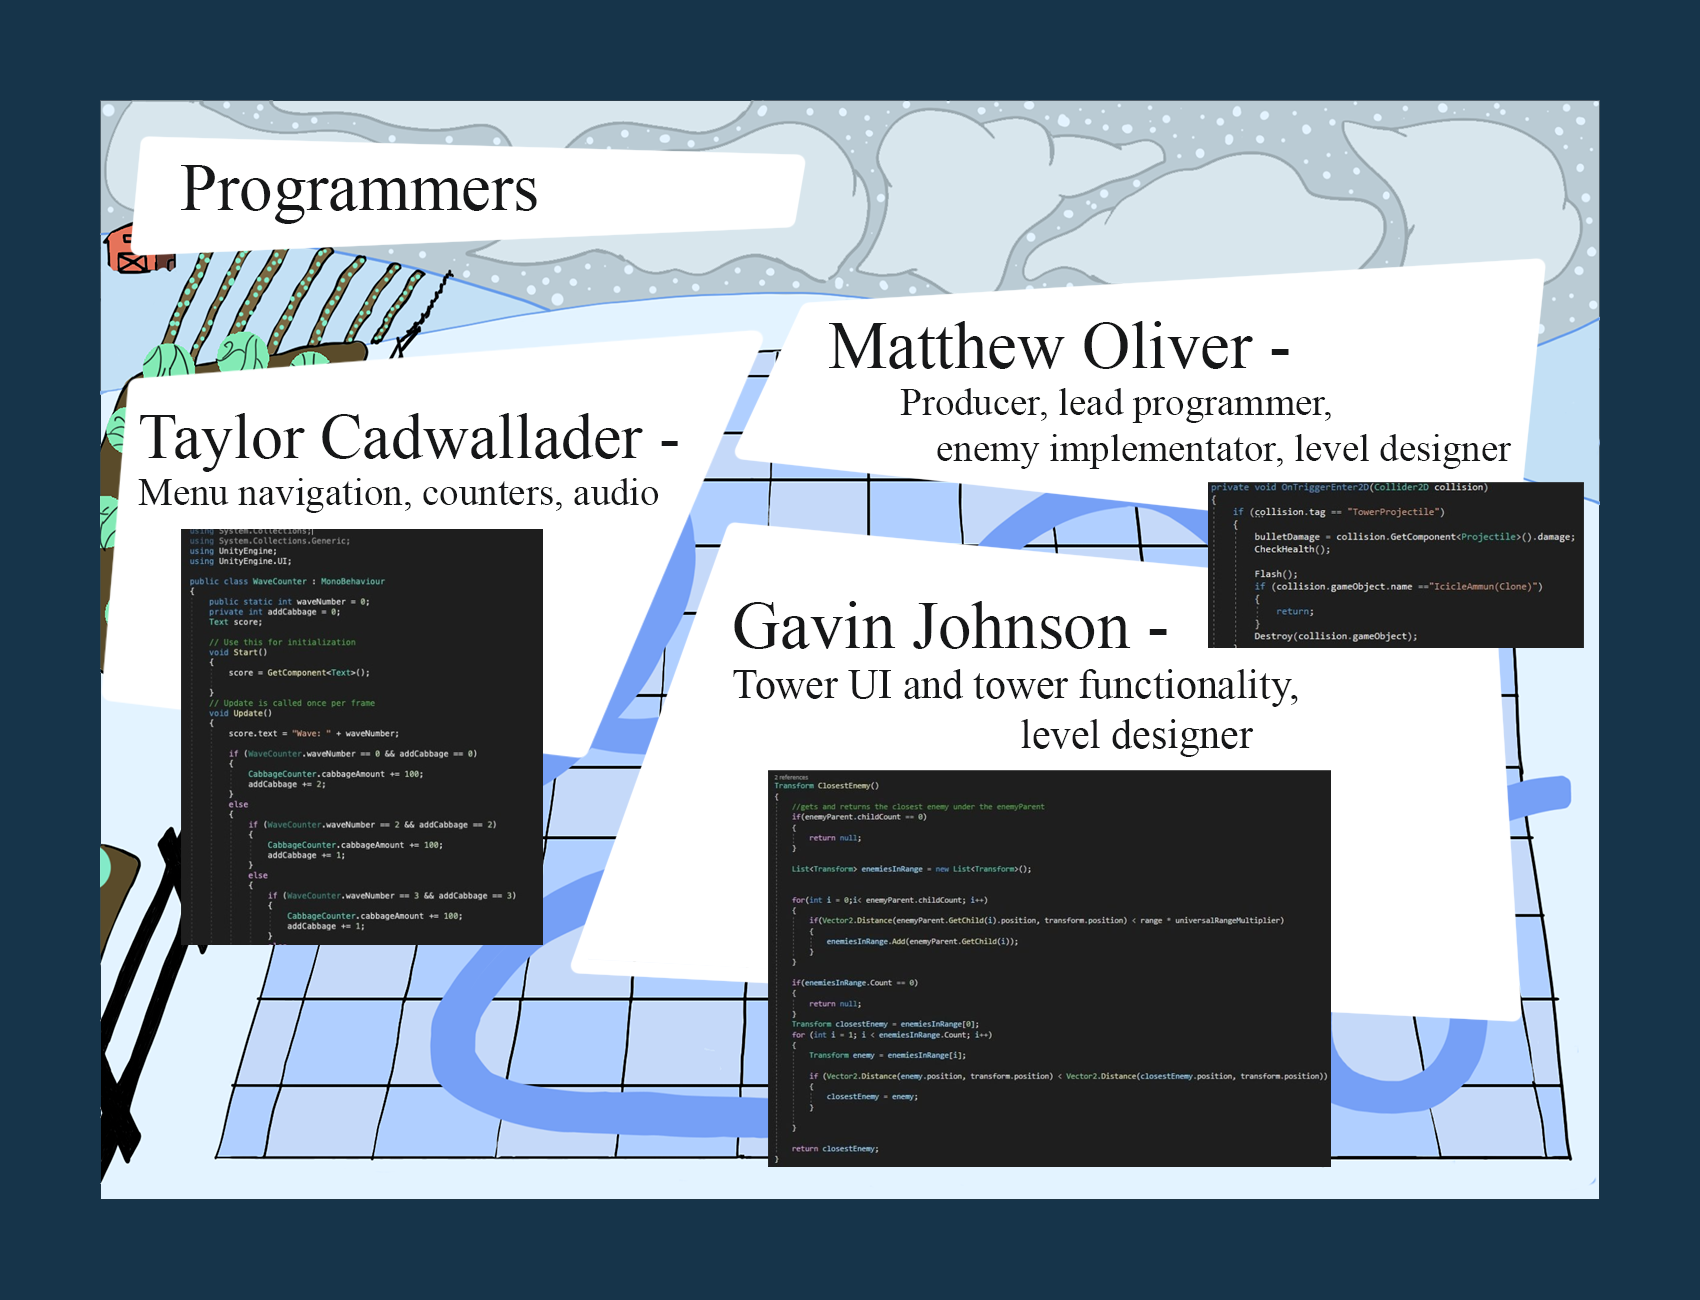 Programmers
Matthew Oliver -
Producer, lead programmer,
enemy implementator, level designer
Taylor Cadwallader -
Menu navigation, counters, audio
Gavin Johnson -
Tower UI and tower functionality,
level designer
private void OnTriggerEnter2D(Collider2D collision)
{
if (collision.tag == "TowerProjectile")
{
bulletDamage = collision.GetComponent<Projectile>().damage;
CheckHealth();
Flash();
if (collision.gameObject.name =="IcicleAmmun(Clone)")
{
return;
}
Destroy(collision.gameObject);
using System.Collections;
using System.Collections.Generic;
using UnityEngine;
using UnityEngine.UI;
public class WaveCounter : MonoBehaviour
{
public static int waveNumber = 0;
private int addCabbage = 0;
Text score;
// Use this for initialization
void Start()
{
score = GetComponent<Text>();
}
// Update is called once per frame
void Update()
{
score.text = "Wave: " + waveNumber;
if (WaveCounter.waveNumber == 0 && addCabbage == 0)
{
CabbageCounter.cabbageAmount += 100;
addCabbage += 2;
}
else
{
if (WaveCounter.waveNumber == 2 && addCabbage == 2)
{
CabbageCounter.cabbageAmount += 100;
addCabbage += 1;
}
else
{
if (WaveCounter.waveNumber == 3 && addCabbage == 3)
{
CabbageCounter.cabbageAmount += 100;
addCabbage += 1;
}
2 references
Transform ClosestEnemy()
{
//gets and returns the closest enemy under the enemyParent
if(enemyParent.childCount == 0)
{
return null;
}
List<Transform> enemiesInRange = new List<Transform>();
for(int i = 0;i< enemyParent.childCount; i++)
{
if(Vector2.Distance(enemyParent.GetChild(i).position, transform.position) < range * universalRangeMultiplier)
{
enemiesInRange.Add(enemyParent.GetChild(i));
}
}
if(enemiesInRange.Count == 0)
{
return null;
}
Transform closestEnemy = enemiesInRange[0];
for (int i = 1; i < enemiesInRange.Count; i++)
{
Transform enemy = enemiesInRange[i];
if (Vector2.Distance(enemy.position, transform.position) < Vector2.Distance(closestEnemy.position, transform.position))
{
closestEnemy = enemy;
}
}
return closestEnemy;
}